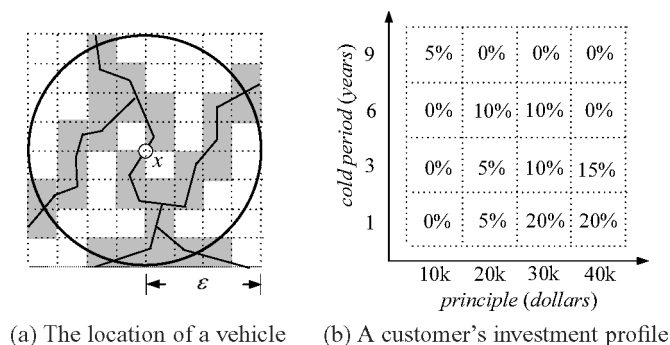 x
ε
(a) The location of a vehicle
cold period (years)
9 5% 0% 0% 0%
6 0% 10% 10% 0%
3 0% 5% 10% 15%
1 0% 5% 20% 20%
10k 20k 30k 40k
principle (dollars)
(b) A customer's investment profile